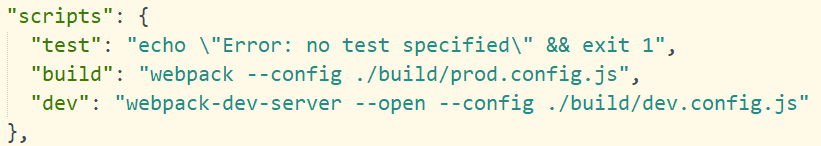 "scripts": {
  "test": "echo \"Error: no test specified\" && exit 1",
  "build": "webpack --config ./build/prod.config.js",
  "dev": "webpack-dev-server --open --config ./build/dev.config.js"
},